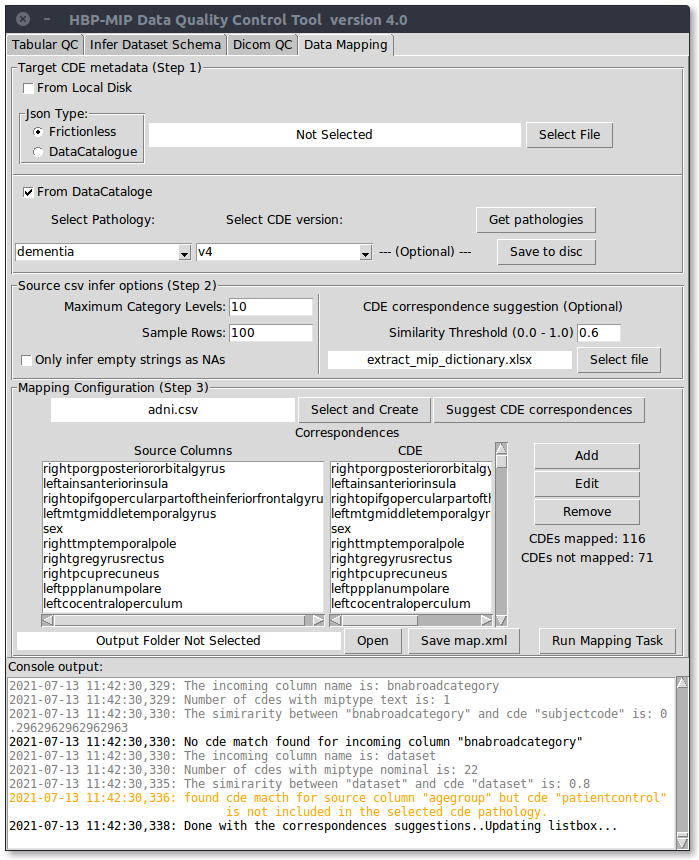 HBP-MIP Data Quality Control Tool  version 4.0
Tabular QC Infer Dataset Schema Dicom QC Data Mapping
Target CDE metadata (Step 1)
From Local Disk
Json Type:
Frictionless
DataCatalogue
Not Selected
Select File
From DataCataloge
Select Pathology:
Select CDE version:
Get pathologies
dementia
v4
--- (Optional) ---
Save to disc
Source csv infer options (Step 2)
Maximum Category Levels: 10
Sample Rows: 100
Only infer empty strings as NAs
CDE correspondence suggestion (Optional)
Similarity Threshold (0.0 - 1.0) 0.6
extract_mip_dictionary.xlsx
Select file
Mapping Configuration (Step 3)
adni.csv
Select and Create
Suggest CDE correspondences
Correspondences
Source Columns
rightporgposteriororbitalgyrus
leftainsanteriorinsula
rightopifgopercularpartoftheinferiorfrontalgyru
leftmtgmiddletemporalgyrus
sex
righttmptemporalpole
rightgregyrusrectus
rightpcuprecuneus
leftppplanumpolare
leftcocentraloperculum
CDE
rightporgposteriororbitalgy
leftainsanteriorinsula
rightopifgopercularpartofth
leftmtgmiddletemporalgyr
sex
righttmptemporalpole
rightgregyrusrectus
rightpcuprecuneus
leftppplanumpolare
leftcocentraloperculum
Add
Edit
Remove
CDEs mapped: 116
CDEs not mapped: 71
Output Folder Not Selected
Open
Save map.xml
Run Mapping Task
Console output:
2021-07-13 11:42:30,329: The incoming column name is: bnabroadcategory
2021-07-13 11:42:30,329: Number of cdes with miptype text is: 1
2021-07-13 11:42:30,330: The simirarity between "bnabroadcategory" and cde "subjectcode" is: 0
.2962962962962963
2021-07-13 11:42:30,330: No cde match found for incoming column "bnabroadcategory"
2021-07-13 11:42:30,330: The incoming column name is: dataset
2021-07-13 11:42:30,330: Number of cdes with miptype nominal is: 22
2021-07-13 11:42:30,335: The simirarity between "dataset" and cde "dataset" is: 0.8
2021-07-13 11:42:30,336: found cde macth for source column "agegroup" but cde "patientcontrol"
is not included in the selected cde pathology.
2021-07-13 11:42:30,338: Done with the correspondences suggestions..Updating listbox...